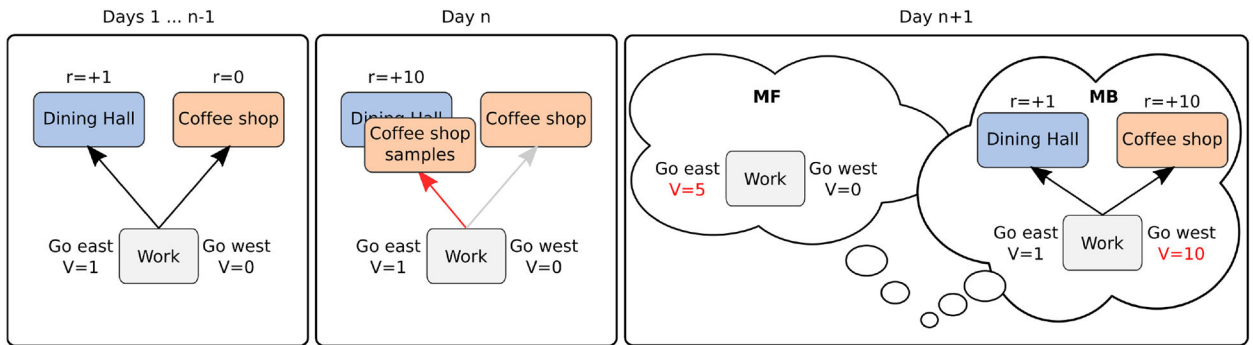 Days 1 ... n-1
r=+1
r=0
Dining Hall
Coffee shop
Go east
V=1
Work
Go west
V=0
Day n
r=+10
Dining Hall
Coffee shop
samples
Coffee shop
Go east
V=1
Work
Go west
V=0
Day n+1
MF
Go east
V=5
Work
Go west
V=0
MB
r=+1
r=+10
Dining Hall
Coffee shop
Go east
V=1
Work
Go west
V=10